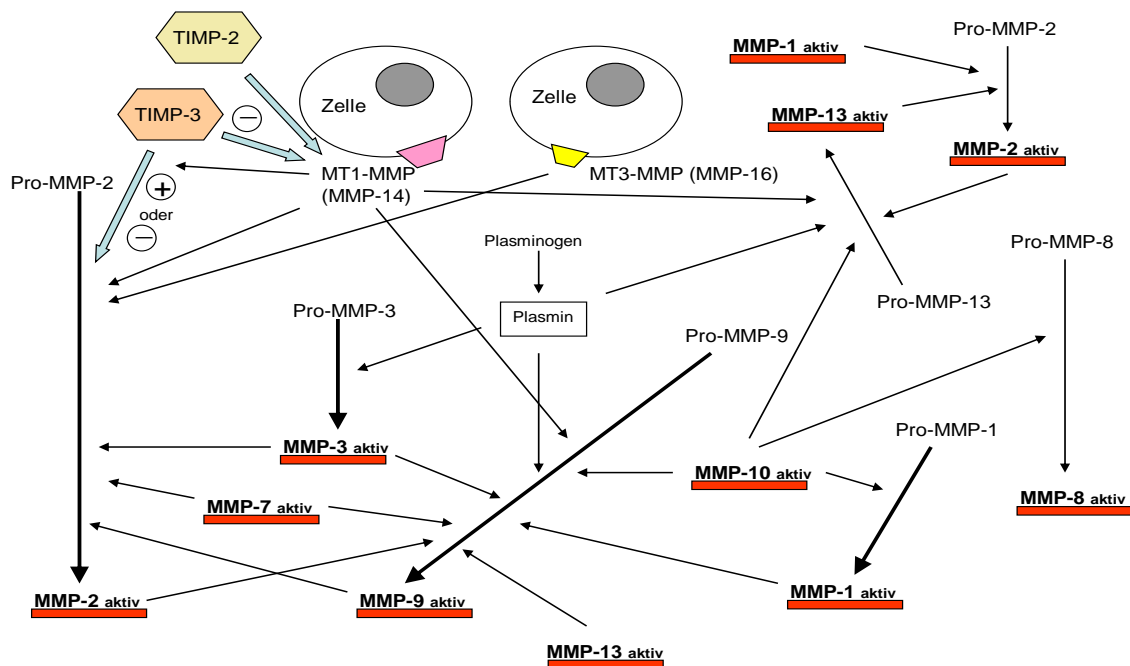 TIMP-2
Pro-MMP-2
MMP-1 aktiv
Zelle
Zelle
TIMP-3
−
MMP-13 aktiv
MMP-2 aktiv
Pro-MMP-2
MT1-MMP
(MMP-14)
MT3-MMP (MMP-16)
+
oder
−
Plasminogen
Pro-MMP-8
Pro-MMP-13
Pro-MMP-3
Plasmin
Pro-MMP-9
Pro-MMP-1
MMP-3 aktiv
MMP-10 aktiv
MMP-7 aktiv
MMP-8 aktiv
MMP-2 aktiv
MMP-9 aktiv
MMP-1 aktiv
MMP-13 aktiv